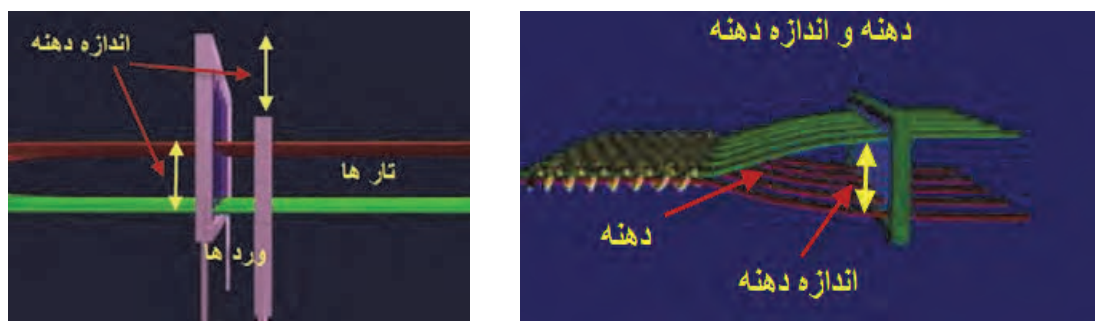 اندازه دهنه
تار ها
ورد ها
دهنه و اندازه دهنه
دهنه
اندازه دهنه